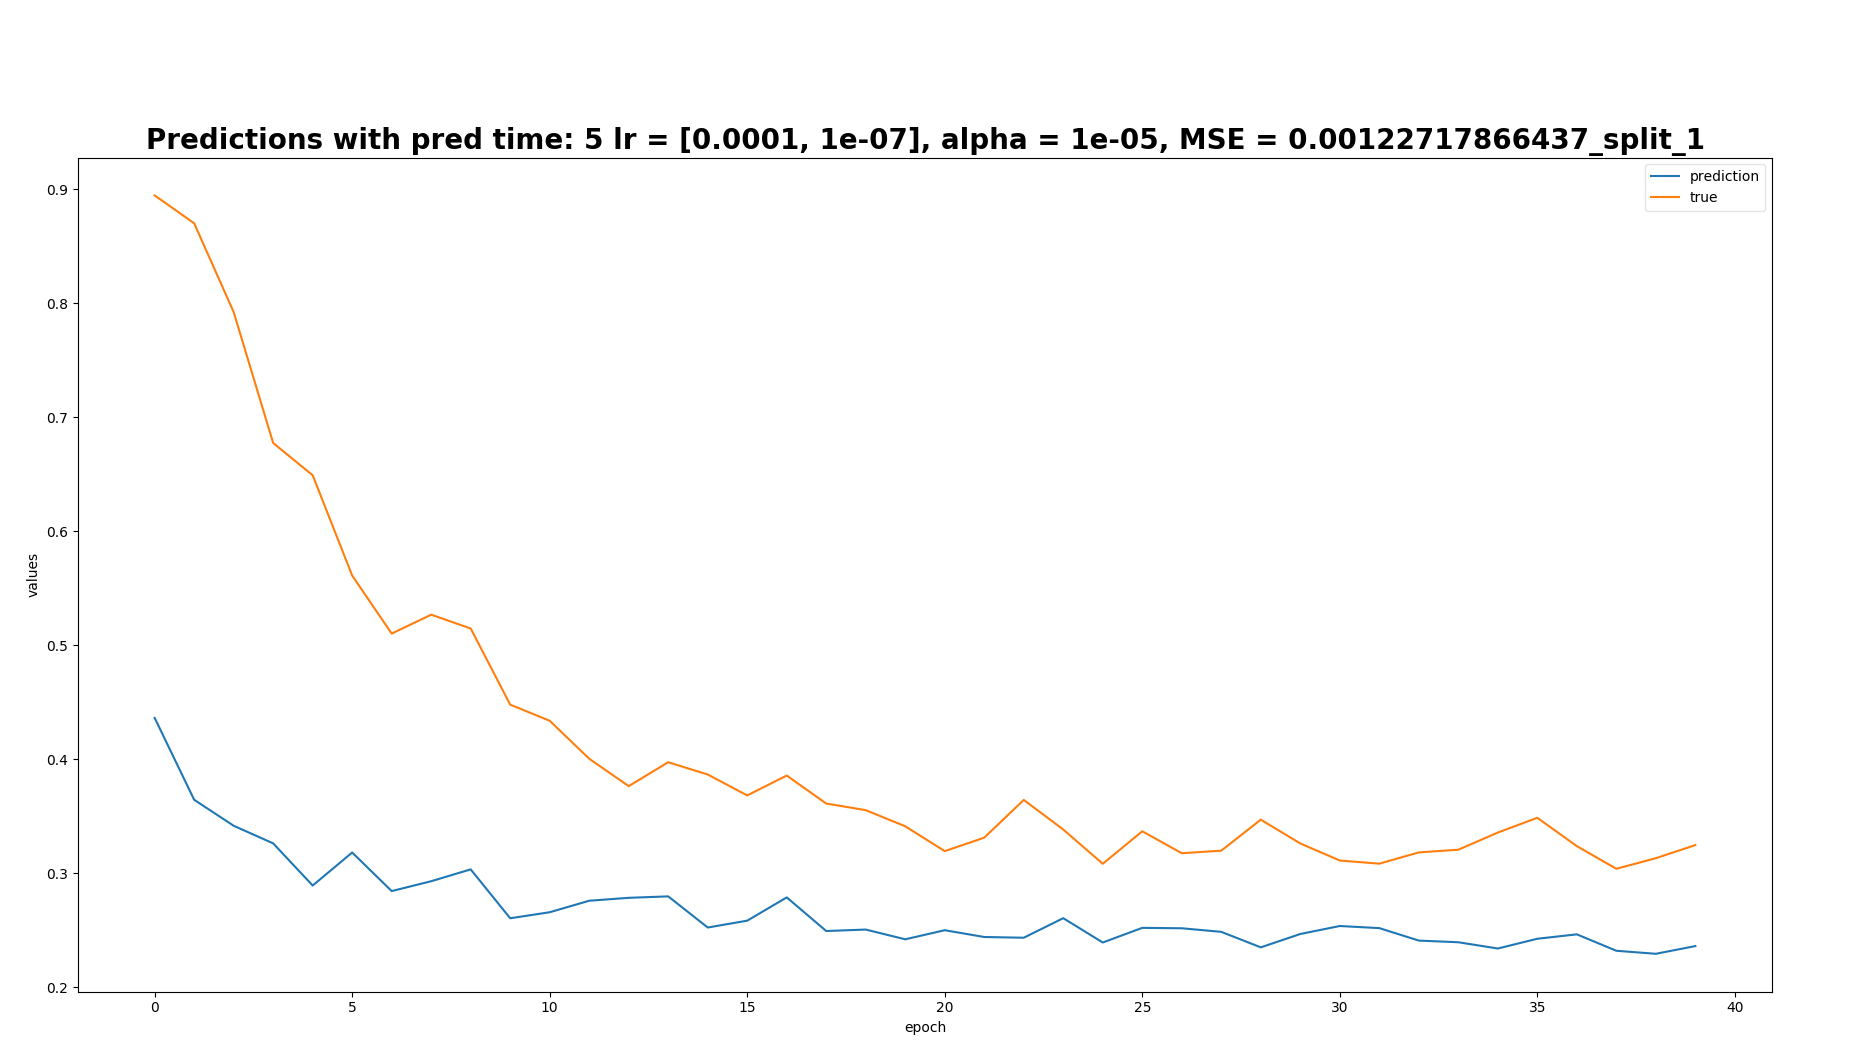 Predictions with pred time: 5 lr = [0.0001, 1e-07], alpha = 1e-05, MSE = 0.00122717866437_split_1
prediction
true
0.9
0.8
0.7
0.6
0.5
0.4
0.3
0.2
values
0 5 10 15 20 25 30 35 40
epoch